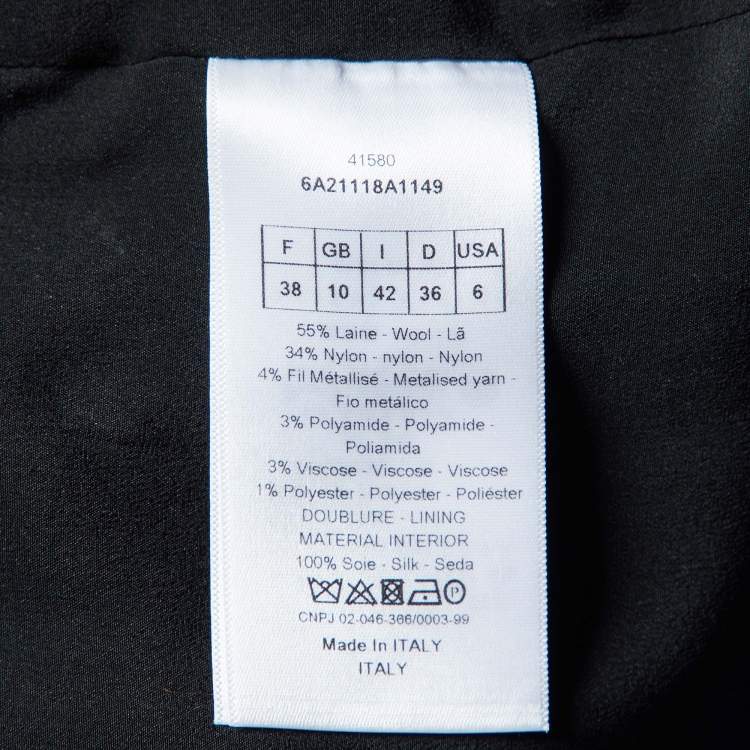 41580
6A21118A1149
F GB I D USA
38 10 42 36 6
55% Laine - Wool - Lã
34% Nylon - nylon - Nylon
4% Fil Métallisé - Metalised yarn -
Fio metálico
3% Polyamide - Polyamide -
Poliamida
3% Viscose - Viscose - Viscose
1% Polyester - Polyester - Poliéster
DOUBLURE - LINING
MATERIAL INTERIOR
100% Soie - Silk - Seda
P
CNPJ 02-046-366/0003-99
Made In ITALY
ITALY